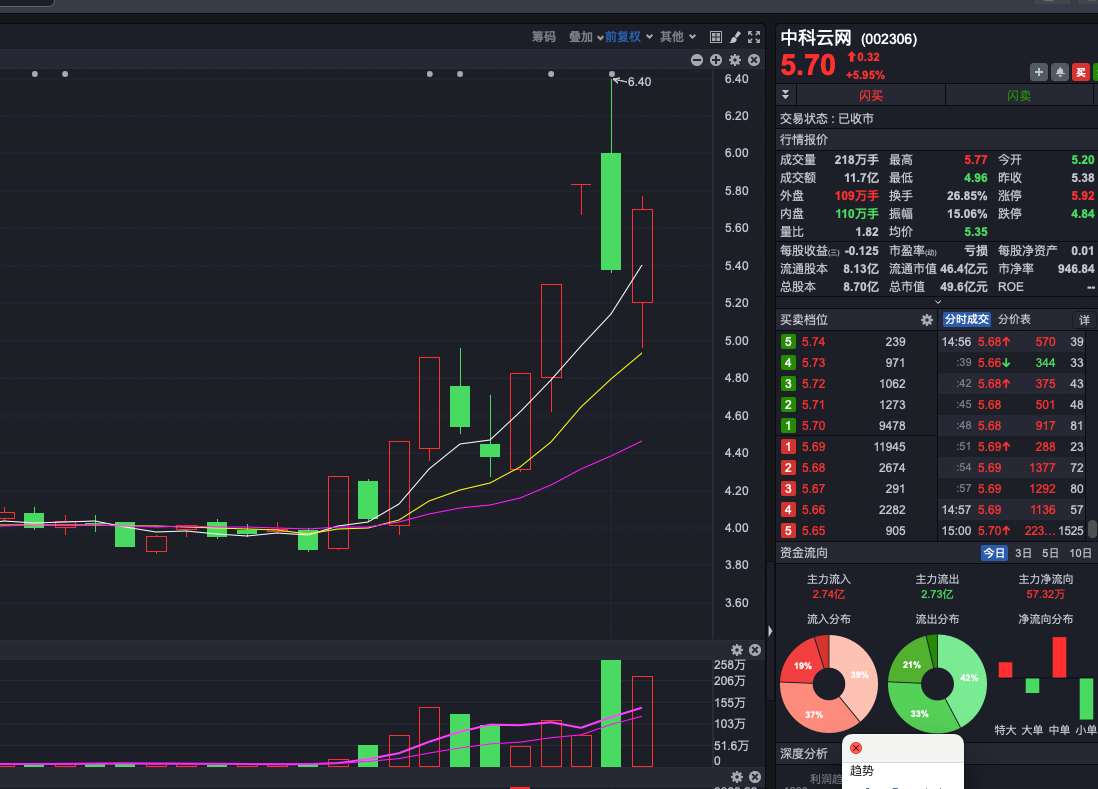 筹码 叠加 前复权 其他
中科云网 (002306)
5.70 0.32
+5.95%
买
闪买 闪卖
交易状态：已收市
行情报价
成交量 218万手 最高 5.77 今开 5.20
成交额 11.7亿 最低 4.96 昨收 5.38
外盘 109万手 换手 26.85% 涨停 5.92
内盘 110万手 振幅 15.06% 跌停 4.84
量比 1.82 均价 5.35
每股收益(三) -0.125 市盈率(动) 亏损 每股净资产 0.01
流通股本 8.13亿 流通市值 46.4亿元 市净率 946.84
总股本 8.70亿 总市值 49.6亿元 ROE --
买卖档位 分时成交 分价表 详
5 5.74 239
4 5.73 971
3 5.72 1062
2 5.71 1273
1 5.70 9478
1 5.69 11945
2 5.68 2674
3 5.67 291
4 5.66 2282
5 5.65 905
14:56 5.68↑ 570 39
:39 5.66↓ 344 33
:42 5.68↑ 375 43
:45 5.68 501 48
:48 5.68 917 81
:51 5.69↑ 288 23
:54 5.69 1377 72
:57 5.69 1292 80
14:57 5.69 1136 57
15:00 5.70↑ 223... 1525
资金流向 今日 3日 5日 10日
主力流入 主力流出 主力净流向
2.74亿 2.73亿 57.32万
流入分布 流出分布 净流向分布
19% 39% 37%
21% 42% 33%
特大 大单 中单 小单
深度分析
趋势
利润趋
6.40
6.40
6.20
6.00
5.80
5.60
5.40
5.20
5.00
4.80
4.60
4.40
4.20
4.00
3.80
3.60
258万
206万
155万
103万
51.6万
0